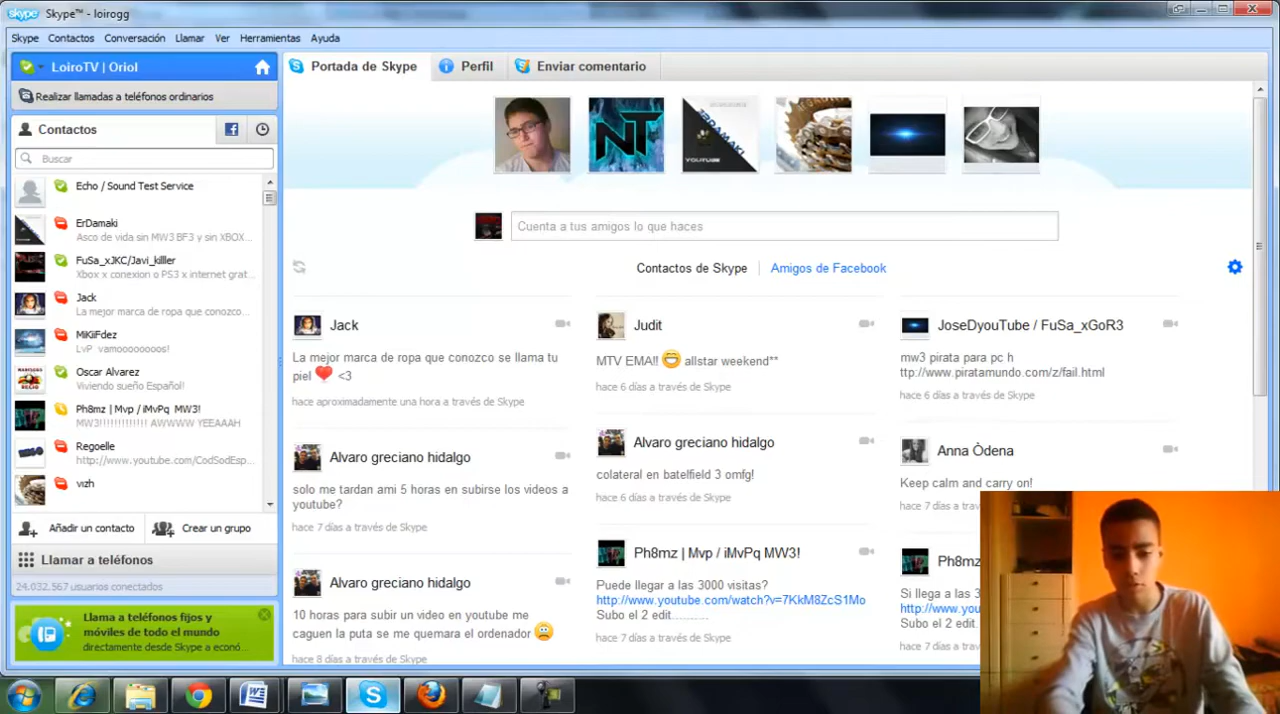 Skype™ - loirogg
Skype Contactos Conversación Llamar Ver Herramientas Ayuda
LoiroTV | Oriol
Realizar llamadas a teléfonos ordinarios
Contactos
Buscar
Echo / Sound Test Service
ErDamaki
Asco de vida sin MW3 BF3 y sin XBOX...
FuSa_xJKC/Javi_killler
Xbox x conexion o PS3 x internet grat...
Jack
La mejor marca de ropa que conozco...
MiKiiFdez
LvP vamoooooooos!
Oscar Alvarez
Viviendo sueño Español!
Ph8mz | Mvp / iMvPq MW3!
MW3!!!!!!!!!!!!! AWWWW YEEAAAH
Regoelle
http://www.youtube.com/CodSodEsp...
vizh
Añadir un contacto
Crear un grupo
Llamar a teléfonos
24.032.567 usuarios conectados
Llama a teléfonos fijos y
móviles de todo el mundo
directamente desde Skype a econó...
Portada de Skype Perfil Enviar comentario
NT
YOUTUBE
Cuenta a tus amigos lo que haces
Contactos de Skype Amigos de Facebook
Jack
La mejor marca de ropa que conozco se llama tu
piel <3
hace aproximadamente una hora a través de Skype
Alvaro greciano hidalgo
solo me tardan ami 5 horas en subirse los videos a
youtube?
hace 7 días a través de Skype
Alvaro greciano hidalgo
10 horas para subir un video en youtube me
caguen la puta se me quemara el ordenador
hace 8 días a través de Skype
Judit
MTV EMA!! allstar weekend**
hace 6 días a través de Skype
Alvaro greciano hidalgo
colateral en batelfield 3 omfg!
hace 6 días a través de Skype
Ph8mz | Mvp / iMvPq MW3!
Puede llegar a las 3000 visitas?
http://www.youtube.com/watch?v=7KkM8ZcS1Mo
Subo el 2 edit...........
hace 7 días a través de Skype
JoseDyouTube / FuSa_xGoR3
mw3 pirata para pc h
ttp://www.piratamundo.com/z/fail.html
hace 6 días a través de Skype
Anna Òdena
Keep calm and carry on!
hace 7 días
Ph8mz
Si llega a las 3
http://www.you
Subo el 2 edit
hace 7 días